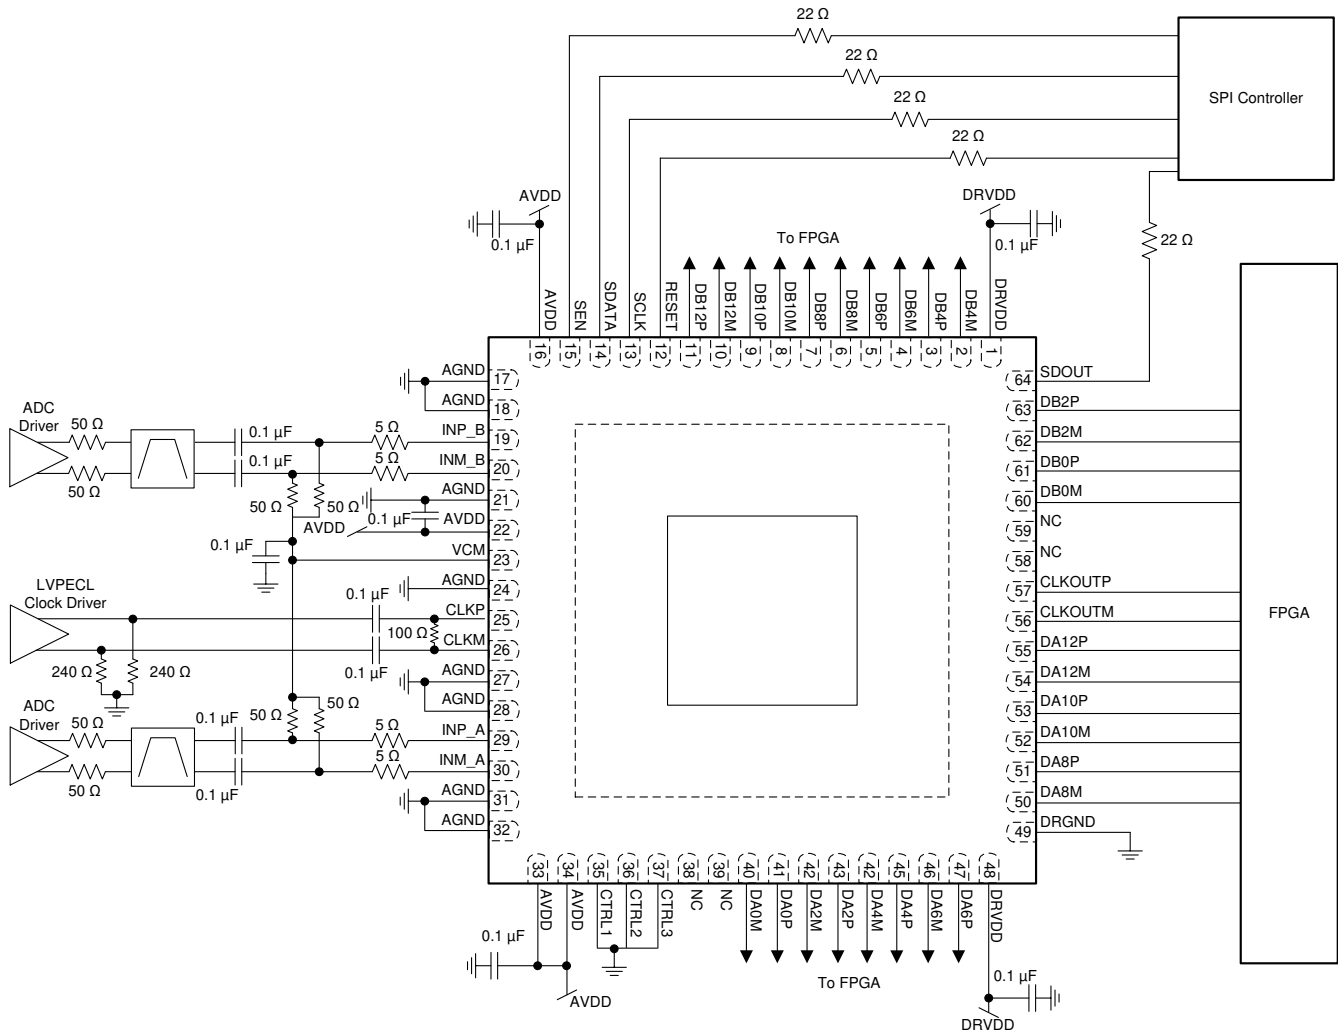 22 Ω
22 Ω
22 Ω
22 Ω
SPI Controller
22 Ω
AVDD
0.1 µF
DRVDD
0.1 µF
To FPGA
AVDD
SEN
SDATA
SCLK
RESET
DB12P
DB12M
DB10P
DB10M
DB8P
DB8M
DB6P
DB6M
DB4P
DB4M
DRVDD
16
15
14
13
12
11
10
9
8
7
6
5
4
3
2
1
AGND
17
AGND
18
INP_B
19
INM_B
20
AGND
21
AVDD
22
VCM
23
AGND
24
CLKP
25
CLKM
26
AGND
27
AGND
28
INP_A
29
INM_A
30
AGND
31
AGND
32
ADC
Driver
50 Ω
50 Ω
0.1 µF
0.1 µF
5 Ω
5 Ω
50 Ω
50 Ω
AVDD
0.1 µF
0.1 µF
LVPECL
Clock Driver
0.1 µF
100 Ω
0.1 µF
240 Ω
240 Ω
ADC
Driver
50 Ω
50 Ω
0.1 µF
0.1 µF
50 Ω
50 Ω
5 Ω
5 Ω
64
SDOUT
63
DB2P
62
DB2M
61
DB0P
60
DB0M
59
NC
58
NC
57
CLKOUTP
56
CLKOUTM
55
DA12P
54
DA12M
53
DA10P
52
DA10M
51
DA8P
50
DA8M
49
DRGND
FPGA
33
34
35
36
37
38
39
40
41
42
43
42
45
46
47
48
AVDD
AVDD
CTRL1
CTRL2
CTRL3
NC
NC
DA0M
DA0P
DA2M
DA2P
DA4M
DA4P
DA6M
DA6P
DRVDD
0.1 µF
AVDD
To FPGA
0.1 µF
DRVDD